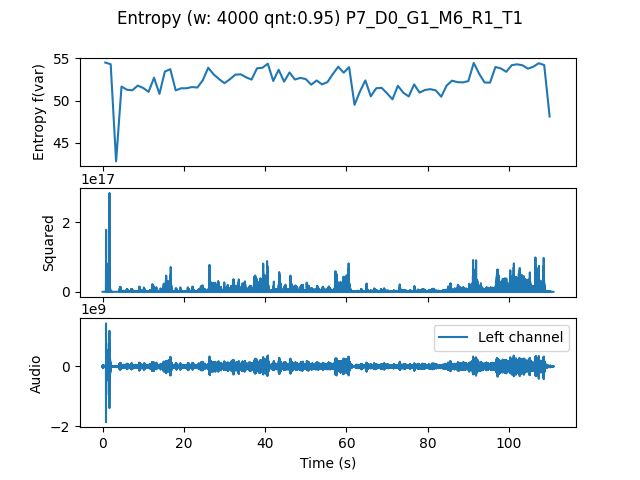 Entropy (w: 4000 qnt:0.95) P7_D0_G1_M6_R1_T1
55
50
45
Entropy f(var)
1e17
2
0
Squared
1e9
0
−2
Audio
Left channel
0 20 40 60 80 100
Time (s)